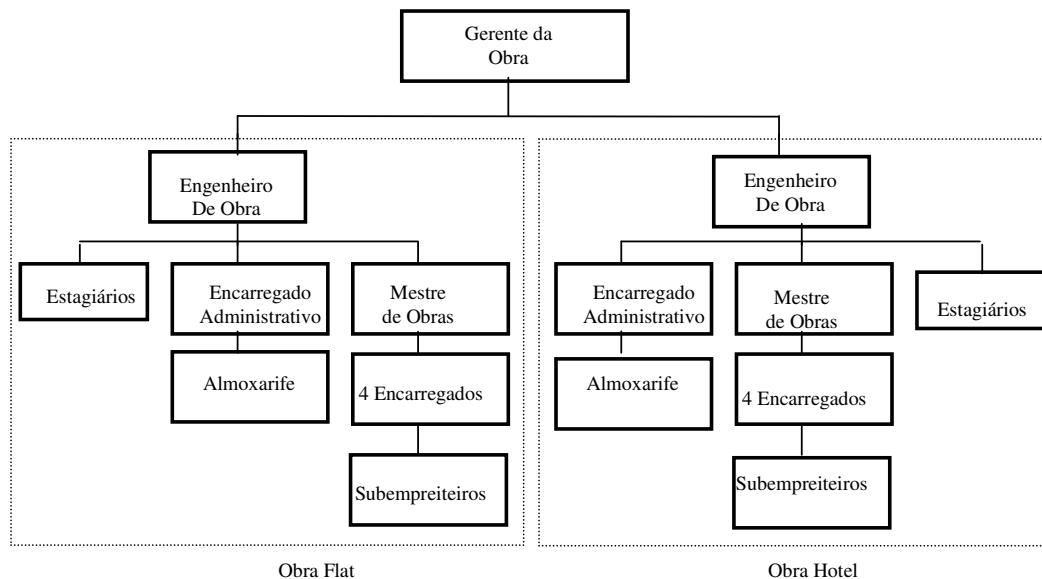 Gerente da
Obra
Engenheiro
De Obra
Estagiários
Encarregado
Administrativo
Mestre
de Obras
Almoxarife
4 Encarregados
Subempreiteiros
Obra Flat
Engenheiro
De Obra
Encarregado
Administrativo
Mestre
de Obras
Estagiários
Almoxarife
4 Encarregados
Subempreiteiros
Obra Hotel